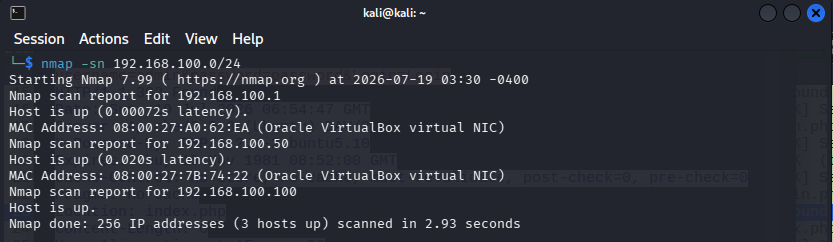 kali@kali: ~
Session Actions Edit View Help
└─$ nmap -sn 192.168.100.0/24
Starting Nmap 7.99 ( https://nmap.org ) at 2026-07-19 03:30 -0400
Nmap scan report for 192.168.100.1
Host is up (0.00072s latency).
MAC Address: 08:00:27:A0:62:EA (Oracle VirtualBox virtual NIC)
Nmap scan report for 192.168.100.50
Host is up (0.020s latency).
MAC Address: 08:00:27:7B:74:22 (Oracle VirtualBox virtual NIC)
Nmap scan report for 192.168.100.100
Host is up.
Nmap done: 256 IP addresses (3 hosts up) scanned in 2.93 seconds